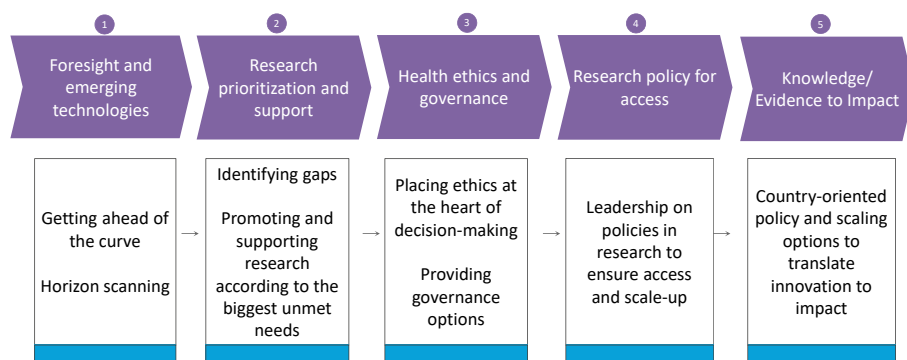 1
Foresight and
emerging
technologies
2
Research
prioritization and
support
3
Health ethics and
governance
4
Research policy for
access
5
Knowledge/
Evidence to Impact
Getting ahead of
the curve
Horizon scanning
Identifying gaps
Promoting and
supporting
research
according to the
biggest unmet
needs
Placing ethics at
the heart of
decision-making
Providing
governance
options
Leadership on
policies in
research to
ensure access
and scale-up
Country-oriented
policy and scaling
options to
translate
innovation to
impact